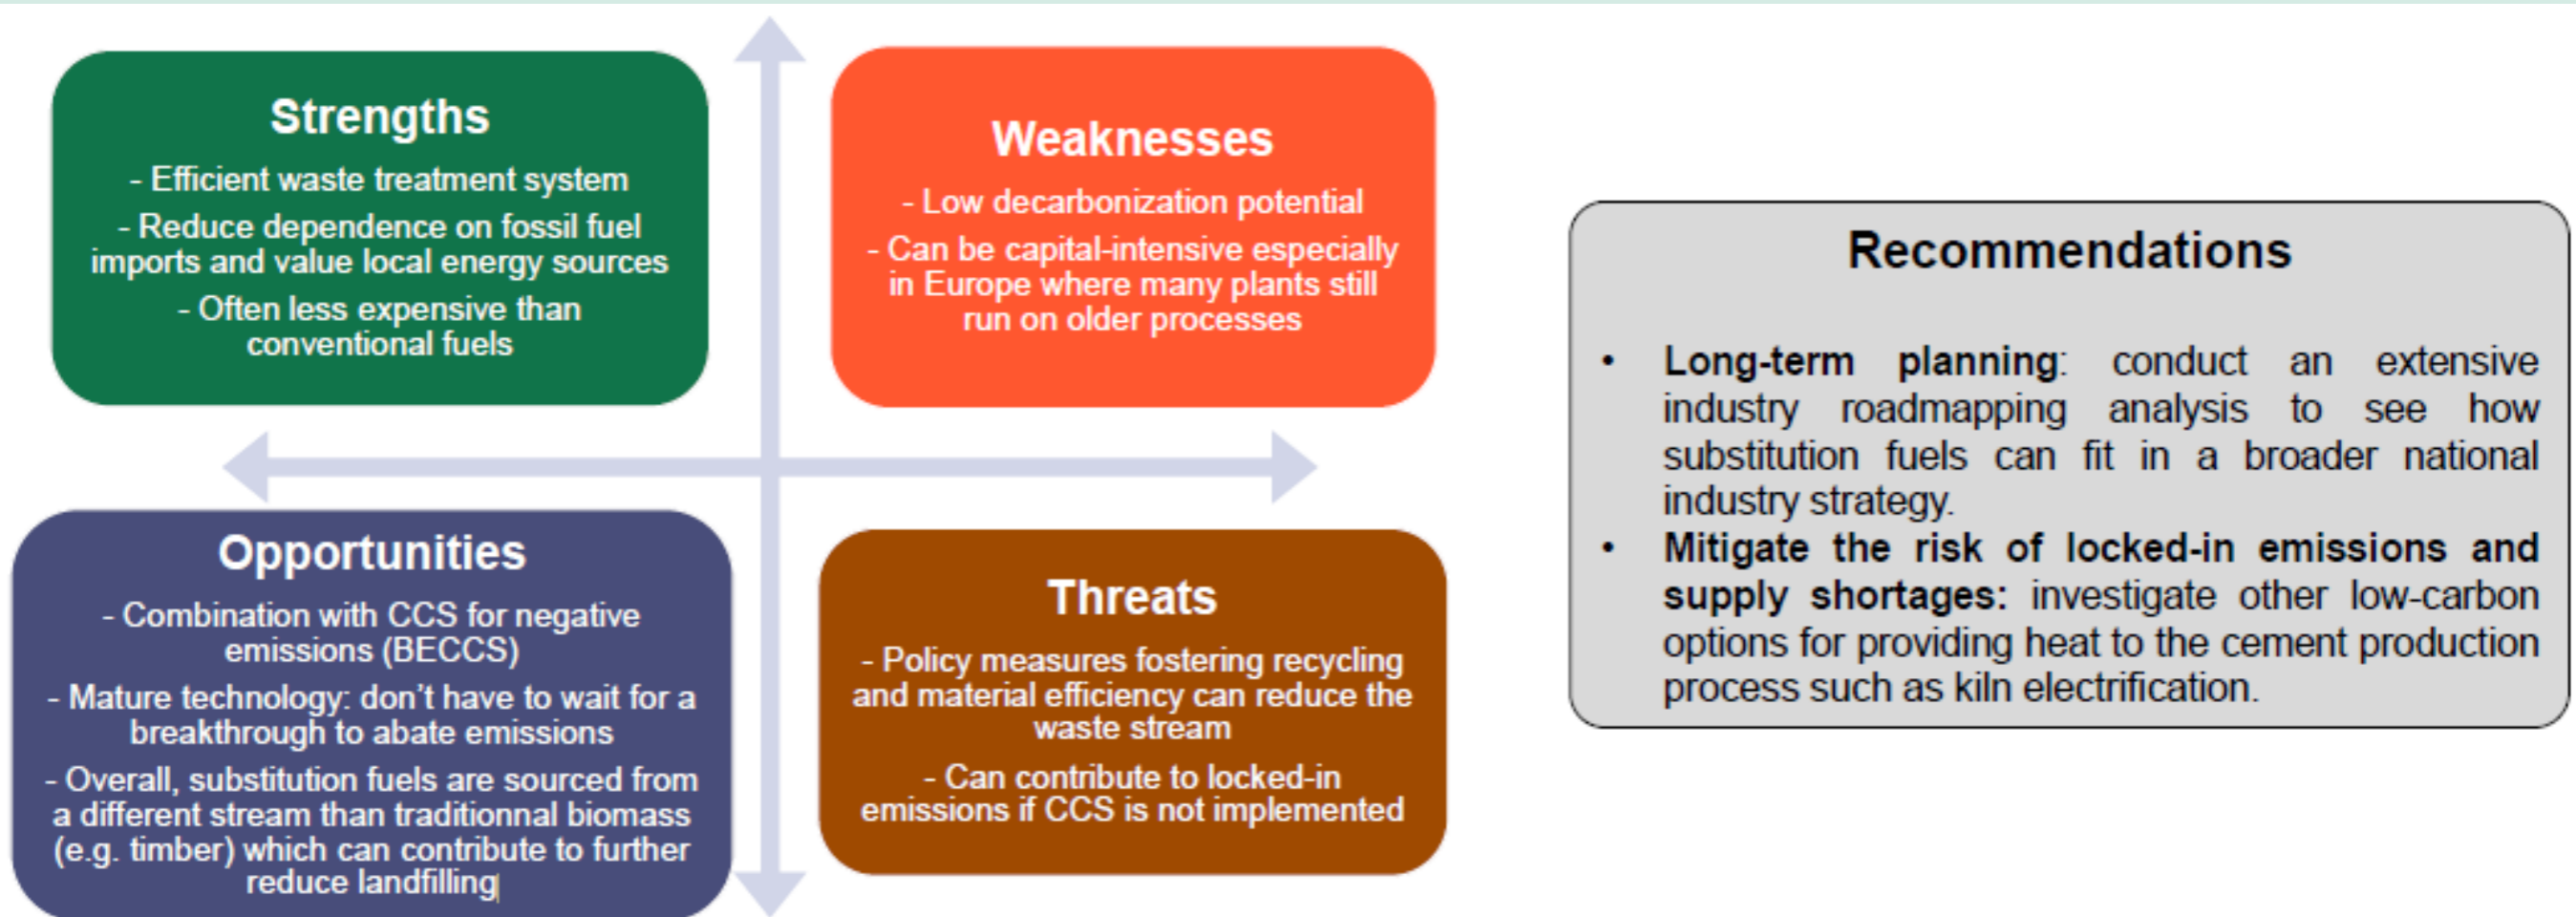 Strengths
- Efficient waste treatment system
- Reduce dependence on fossil fuel
imports and value local energy sources
- Often less expensive than
conventional fuels
Weaknesses
- Low decarbonization potential
- Can be capital-intensive especially
in Europe where many plants still
run on older processes
Opportunities
- Combination with CCS for negative
emissions (BECCS)
- Mature technology: don't have to wait for a
breakthrough to abate emissions
- Overall, substitution fuels are sourced from
a different stream than traditionnal biomass
(e.g. timber) which can contribute to further
reduce landfilling
Threats
- Policy measures fostering recycling
and material efficiency can reduce the
waste stream
- Can contribute to locked-in
emissions if CCS is not implemented
Recommendations
• Long-term planning: conduct an extensive
industry roadmapping analysis to see how
substitution fuels can fit in a broader national
industry strategy.
• Mitigate the risk of locked-in emissions and
supply shortages: investigate other low-carbon
options for providing heat to the cement production
process such as kiln electrification.